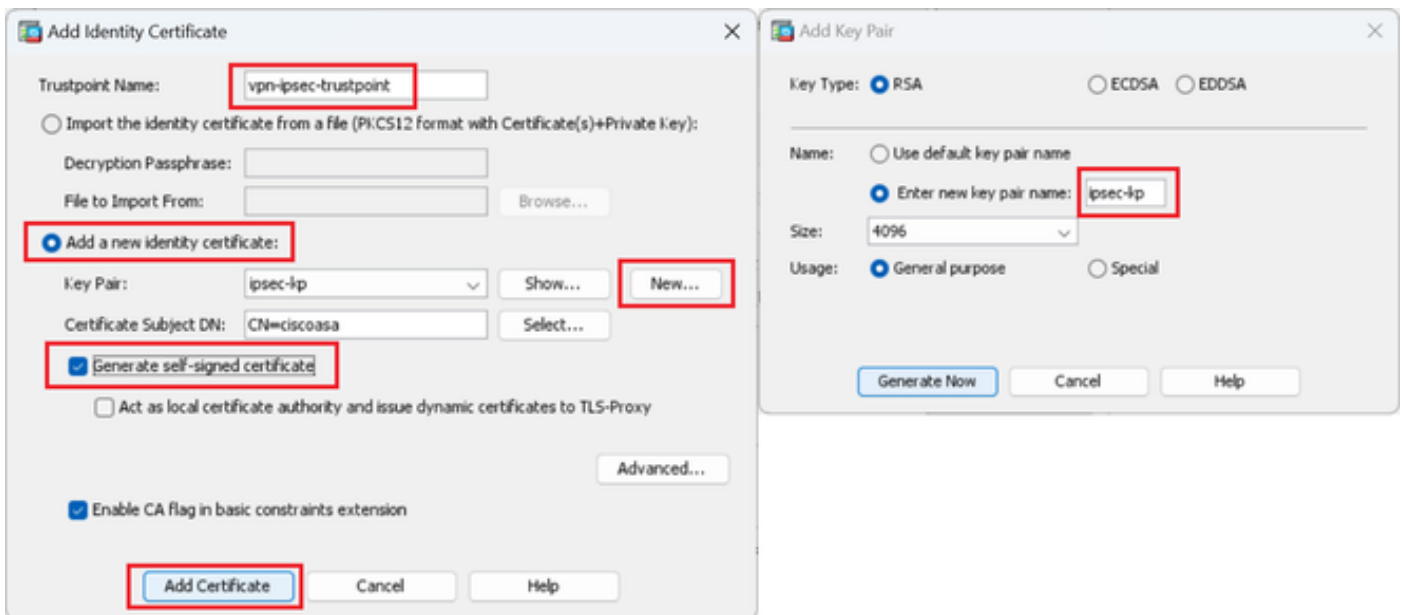 Add Identity Certificate
Trustpoint Name: vpn-ipsec-trustpoint
Import the identity certificate from a file (PKCS12 format with Certificate(s)+Private Key):
Decryption Passphrase:
File to Import From: Browse...
Add a new identity certificate:
Key Pair: ipsec-kp Show... New...
Certificate Subject DN: CN=ciscoasa Select...
Generate self-signed certificate
Act as local certificate authority and issue dynamic certificates to TLS-Proxy
Advanced...
Enable CA flag in basic constraints extension
Add Certificate Cancel Help
Add Key Pair
Key Type: RSA ECDSA EDDSA
Name: Use default key pair name
Enter new key pair name: ipsec-kp
Size: 4096
Usage: General purpose Special
Generate Now Cancel Help